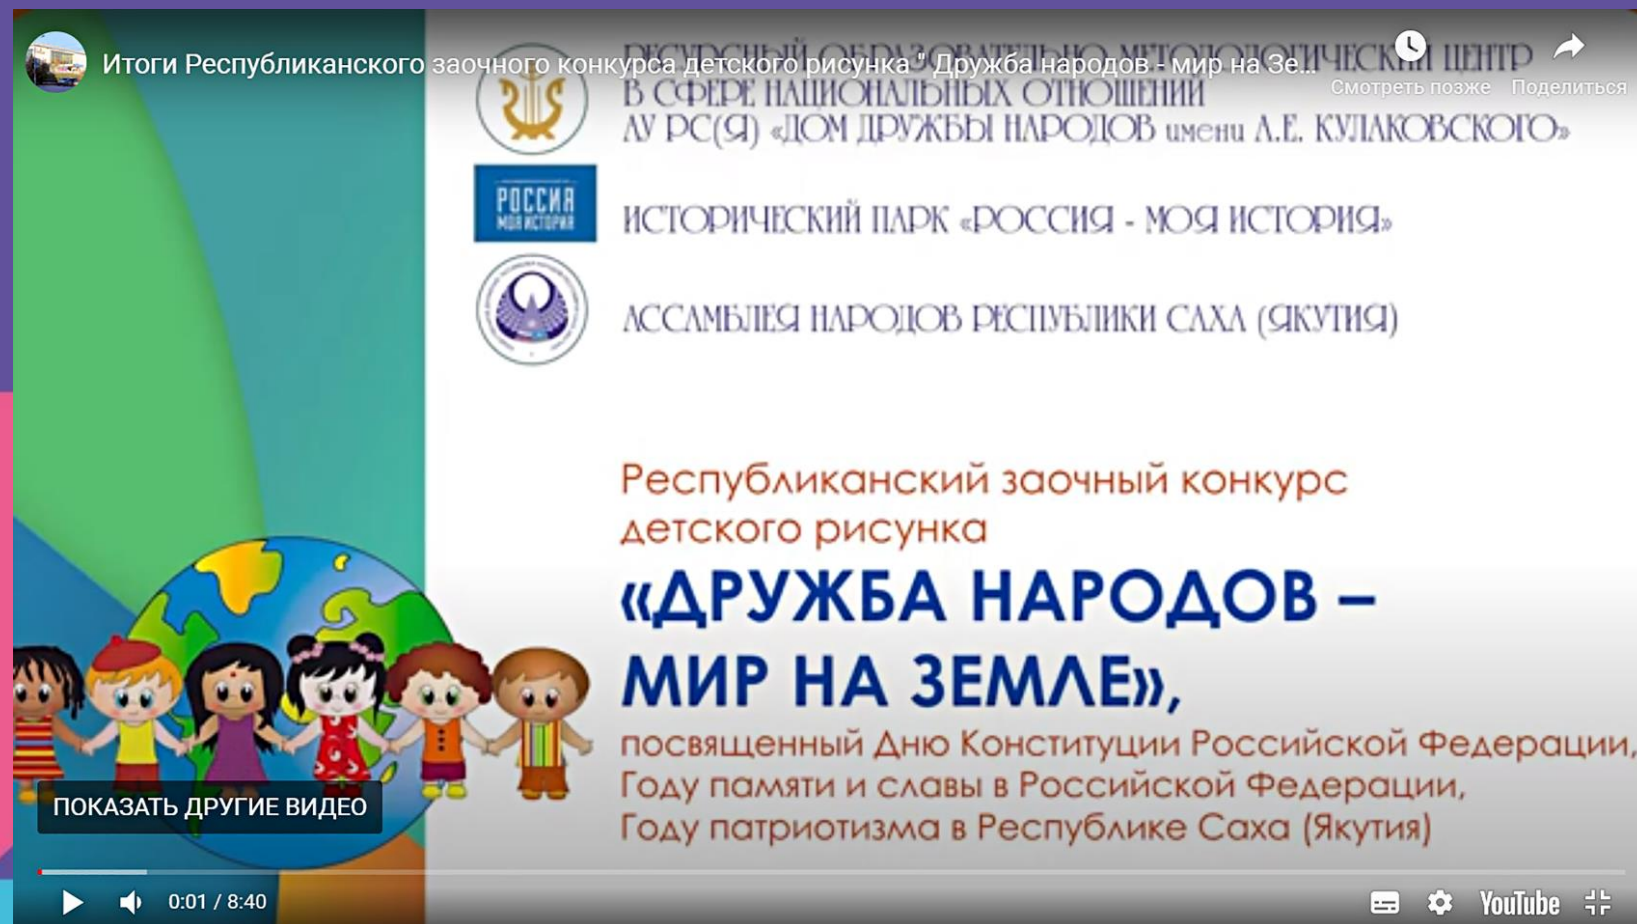 Итоги Республиканского заочного конкурса детского рисунка " Дружба народов - мир на Зе...
Смотреть позже
Поделиться
РЕСУРСНЫЙ ОБРАЗОВАТЕЛЬНО-МЕТОДОЛОГИЧЕСКИЙ ЦЕНТР
В СФЕРЕ НАЦИОНАЛЬНЫХ ОТНОШЕНИЙ
АУ РС(Я) «ДОМ ДРУЖБЫ НАРОДОВ имени А.Е. КУЛАКОВСКОГО»
РОССИЯ
МОЯ ИСТОРИЯ
ИСТОРИЧЕСКИЙ ПАРК «РОССИЯ - МОЯ ИСТОРИЯ»
АССАМБЛЕЯ НАРОДОВ РЕСПУБЛИКИ САХА (ЯКУТИЯ)
Республиканский заочный конкурс
детского рисунка
«ДРУЖБА НАРОДОВ –
МИР НА ЗЕМЛЕ»,
посвященный Дню Конституции Российской Федерации,
Году памяти и славы в Российской Федерации,
Году патриотизма в Республике Саха (Якутия)
ПОКАЗАТЬ ДРУГИЕ ВИДЕО
0:01 / 8:40
YouTube